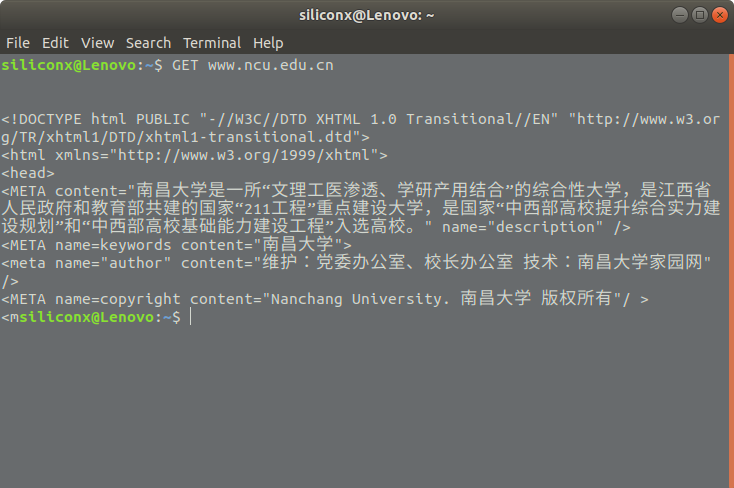 siliconx@Lenovo: ~
File Edit View Search Terminal Help
siliconx@Lenovo:~$ GET www.ncu.edu.cn
<!DOCTYPE html PUBLIC "-//W3C//DTD XHTML 1.0 Transitional//EN" "http://www.w3.or
g/TR/xhtml1/DTD/xhtml1-transitional.dtd">
<html xmlns="http://www.w3.org/1999/xhtml">
<head>
<META content="南昌大学是一所“文理工医渗透、学研产用结合”的综合性大学，是江西省
人民政府和教育部共建的国家“211工程”重点建设大学，是国家“中西部高校提升综合实力建
设规划”和“中西部高校基础能力建设工程”入选高校。" name="description" />
<META name=keywords content="南昌大学">
<meta name="author" content="维护：党委办公室、校长办公室 技术：南昌大学家园网"
/>
<META name=copyright content="Nanchang University. 南昌大学 版权所有"/ >
<msiliconx@Lenovo:~$